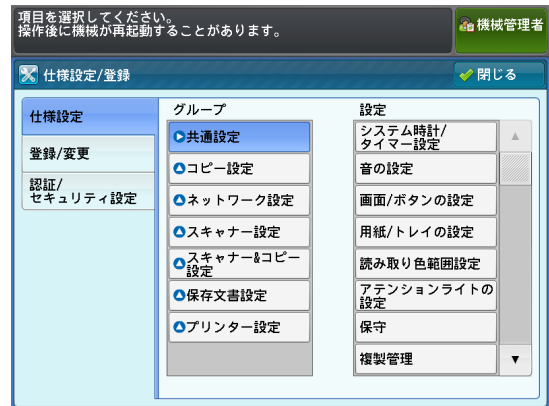 項目を選択してください。
操作後に機械が再起動することがあります。
機械管理者
仕様設定/登録
閉じる
仕様設定
登録/変更
認証/
セキュリティ設定
グループ
共通設定
コピー設定
ネットワーク設定
スキャナー設定
スキャナー&コピー
設定
保存文書設定
プリンター設定
設定
システム時計/
タイマー設定
音の設定
画面/ボタンの設定
用紙/トレイの設定
読み取り色範囲設定
アテンションライトの
設定
保守
複製管理